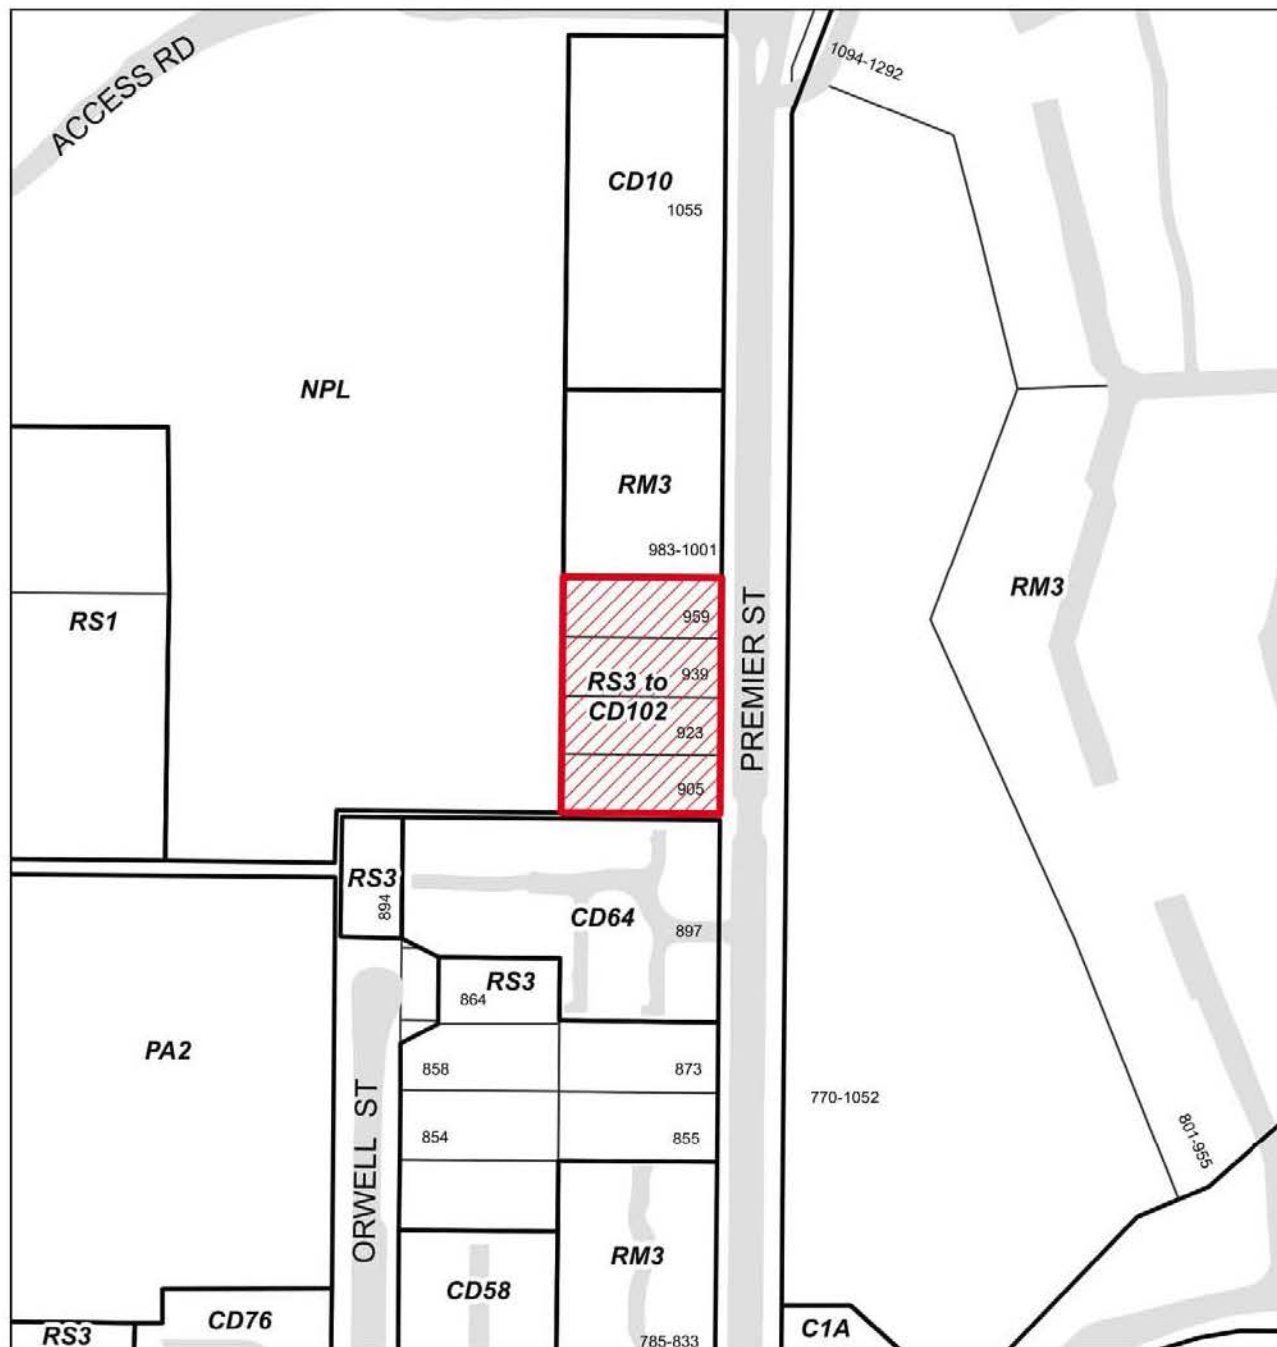 ACCESS RD
1094-1292
CD10
1055
NPL
RM3
983-1001
RS1
RM3
959
RS3 to
939
CD102
923
905
PREMIER ST
RS3
894
CD64
897
RS3
864
PA2
858
873
854
855
770-1052
801-955
ORWELL ST
RM3
CD58
CD76
RS3
785-833
C1A